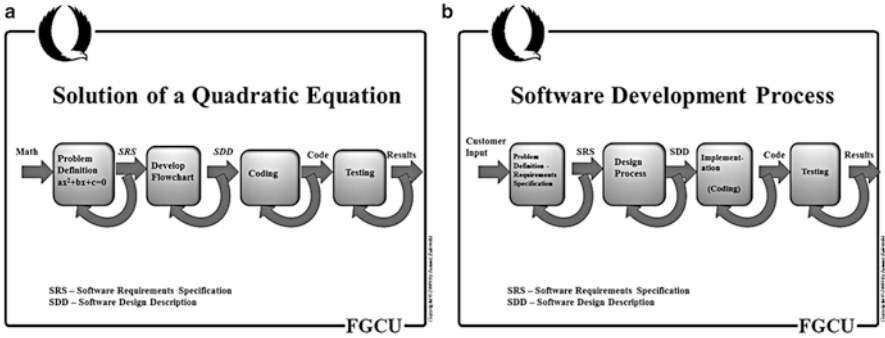 a
Solution of a Quadratic Equation
Math
Problem
Definition
ax²+bx+c=0
SRS
Develop
Flowchart
SDD
Coding
Code
Testing
Results
SRS – Software Requirements Specification
SDD – Software Design Description
FGCU
b
Software Development Process
Customer
Input
Problem
Definition -
Requirements
Specification
SRS
Design
Process
SDD
Implement-
ation
(Coding)
Code
Testing
Results
SRS – Software Requirements Specification
SDD – Software Design Description
FGCU